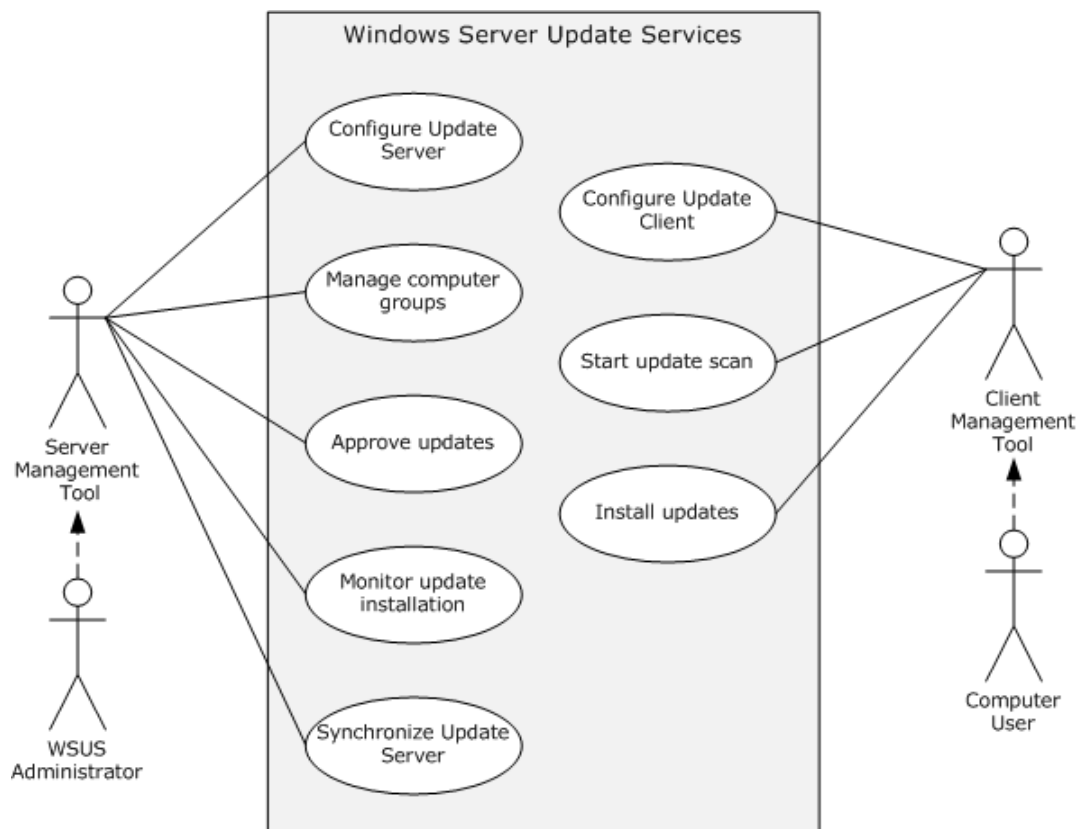 Windows Server Update Services
Configure Update
Server
Manage computer
groups
Approve updates
Monitor update
installation
Synchronize Update
Server
Configure Update
Client
Start update scan
Install updates
Server
Management
Tool
WSUS
Administrator
Client
Management
Tool
Computer
User